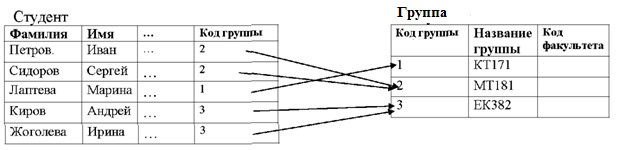 Студент
Фамилия Имя ... Код группы
Петров. Иван ... 2
Сидоров Сергей ... 2
Лаптева Марина ... 1
Киров Андрей ... 3
Жоголева Ирина ... 3
Группа
Код группы Название группы Код факультета
1 КТ171
2 МТ181
3 ЕК382